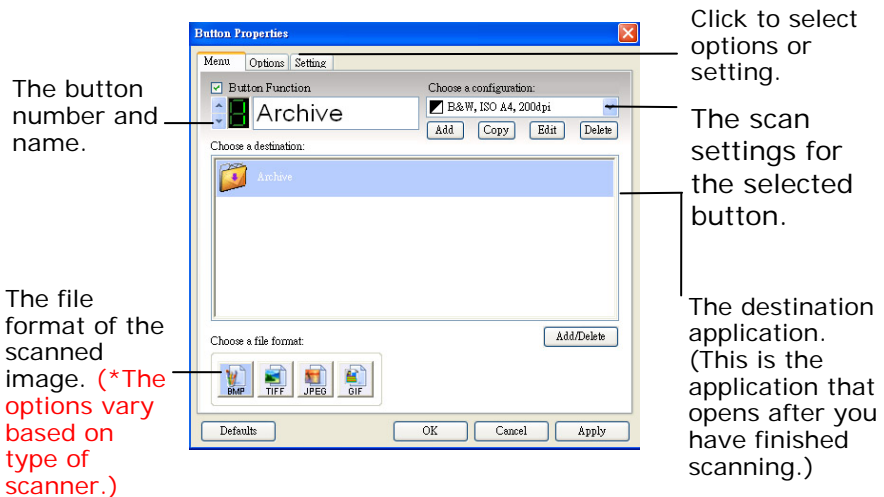 Button Properties
Menu Options Setting
Button Function
Archive
Choose a configuration:
B&W, ISO A4, 200dpi
Add Copy Edit Delete
Choose a destination:
Archive
Add/Delete
Choose a file format:
BMP TIFF JPEG GIF
Defaults OK Cancel Apply
The button
number and
name.
The file
format of the
scanned
image. (*The
options vary
based on
type of
scanner.)
Click to select
options or
setting.
The scan
settings for
the selected
button.
The destination
application.
(This is the
application that
opens after you
have finished
scanning.)